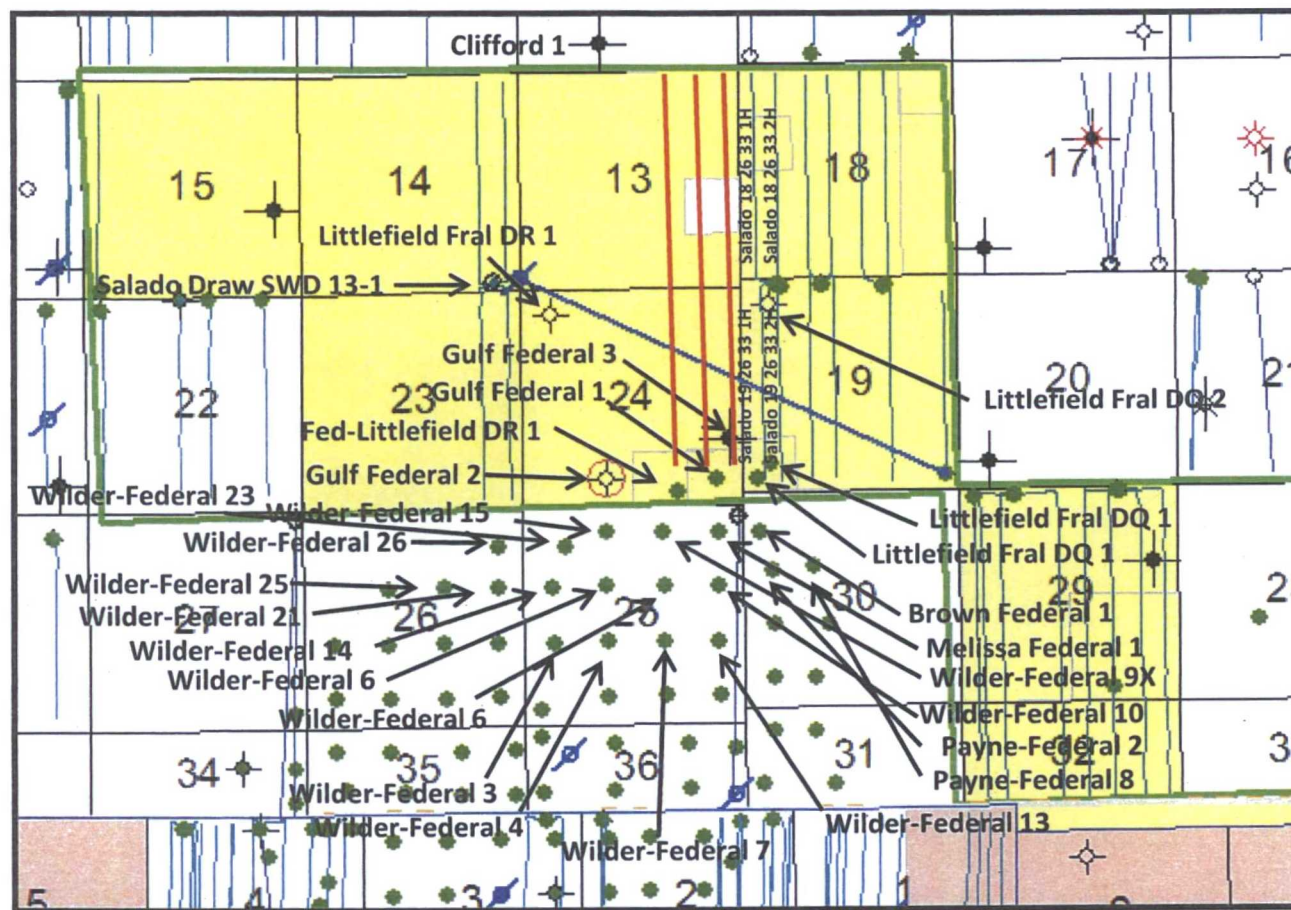 Clifford 1
15
14
13
18
17
16
Salado 18 26 33 1H
Salado 18 26 33 2H
Littlefield Fral DR 1
Salado Draw SWD 13-1
Gulf Federal 3
Gulf Federal 1
22
23
24
19
20
21
Salado 19 26 33 1H
Salado 19 26 33 2H
Littlefield Fral DQ 2
Fed-Littlefield DR 1
Gulf Federal 2
Wilder-Federal 23
Wilder-Federal 15
Wilder-Federal 26
Littlefield Fral DQ 1
Littlefield Fral DQ 1
Wilder-Federal 25
27
26
25
30
29
Wilder-Federal 21
Brown Federal 1
Wilder-Federal 14
Melissa Federal 1
Wilder-Federal 6
Wilder-Federal 9X
Wilder-Federal 6
Wilder-Federal 10
Payne-Federal 2
34
35
36
31
32
Payne-Federal 8
Wilder-Federal 3
Wilder-Federal 4
Wilder-Federal 13
Wilder-Federal 7
5
4
3
2